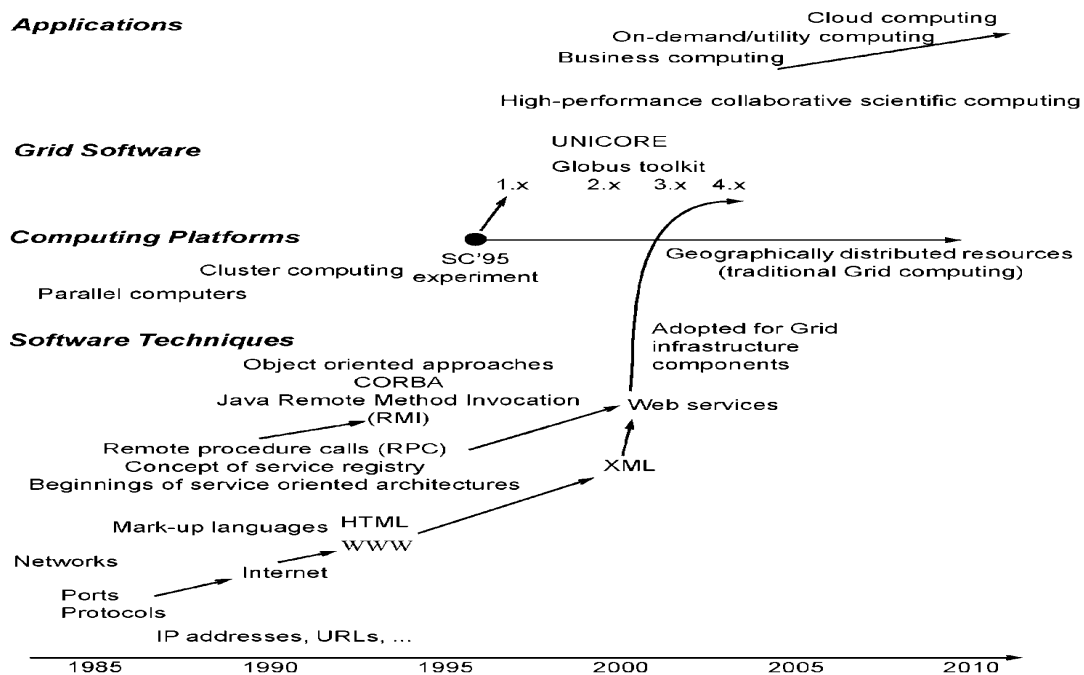 Applications
Cloud computing
On-demand/utility computing
Business computing
High-performance collaborative scientific computing
Grid Software
UNICORE
Globus toolkit
1.x 2.x 3.x 4.x
Computing Platforms
SC'95
experiment
Geographically distributed resources
(traditional Grid computing)
Cluster computing
Parallel computers
Software Techniques
Adopted for Grid
infrastructure
components
Object oriented approaches
CORBA
Java Remote Method Invocation
(RMI)
Web services
Remote procedure calls (RPC)
Concept of service registry
Beginnings of service oriented architectures
XML
Mark-up languages HTML
WWW
Networks
Internet
Ports
Protocols
IP addresses, URLs, ...
1985 1990 1995 2000 2005 2010